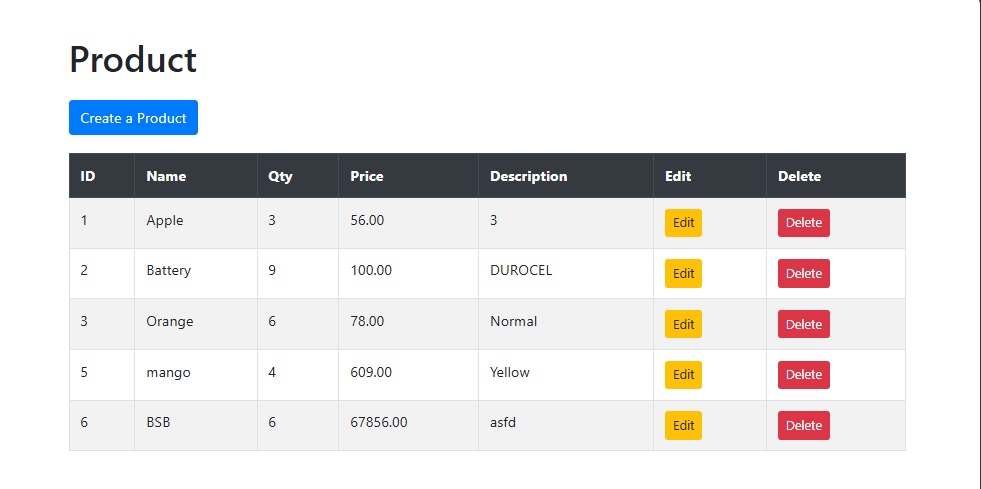 Product
Create a Product
ID Name Qty Price Description Edit Delete
1 Apple 3 56.00 3 Edit Delete
2 Battery 9 100.00 DUROCEL Edit Delete
3 Orange 6 78.00 Normal Edit Delete
5 mango 4 609.00 Yellow Edit Delete
6 BSB 6 67856.00 asfd Edit Delete